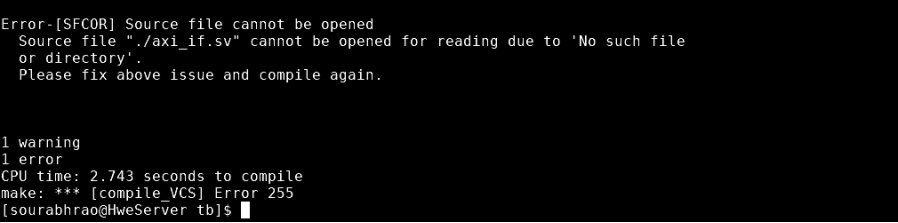 Error-[SFCOR] Source file cannot be opened
Source file "./axi_if.sv" cannot be opened for reading due to 'No such file
or directory'.
Please fix above issue and compile again.
1 warning
1 error
CPU time: 2.743 seconds to compile
make: *** [compile_VCS] Error 255
[sourabhrao@HweServer tb]$